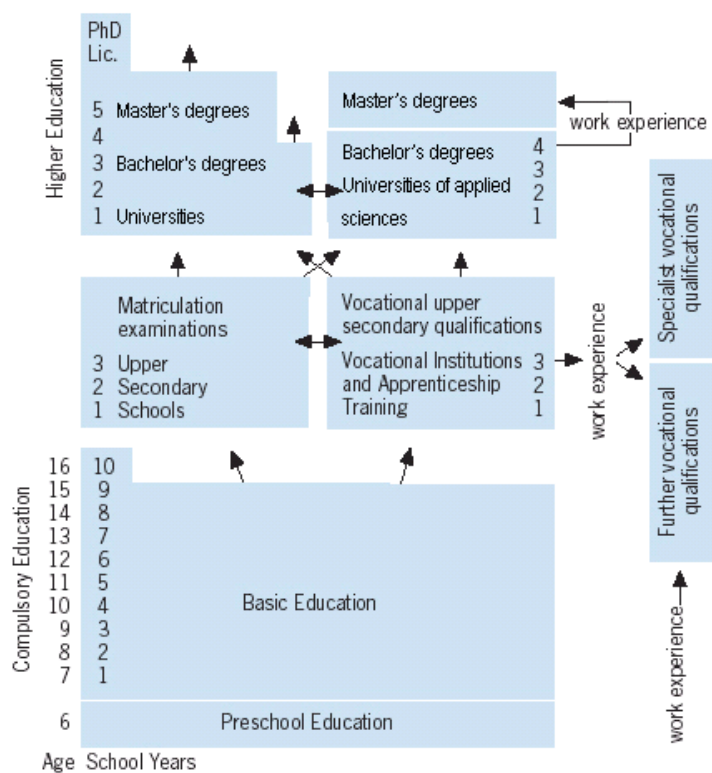 PhD
Lic.
Higher Education
5 Master's degrees
4
3 Bachelor's degrees
2
1 Universities
Master's degrees
work experience
Bachelor's degrees 4
3
Universities of applied 2
sciences 1
Matriculation
examinations
3 Upper
2 Secondary
1 Schools
Vocational upper
secondary qualifications
Vocational Institutions 3
and Apprenticeship 2
Training 1
work experience
Specialist vocational
qualifications
Further vocational
qualifications
work experience
Compulsory Education
16 10
15 9
14 8
13 7
12 6
11 5
10 4
9 3
8 2
7 1
Basic Education
6 Preschool Education
Age School Years